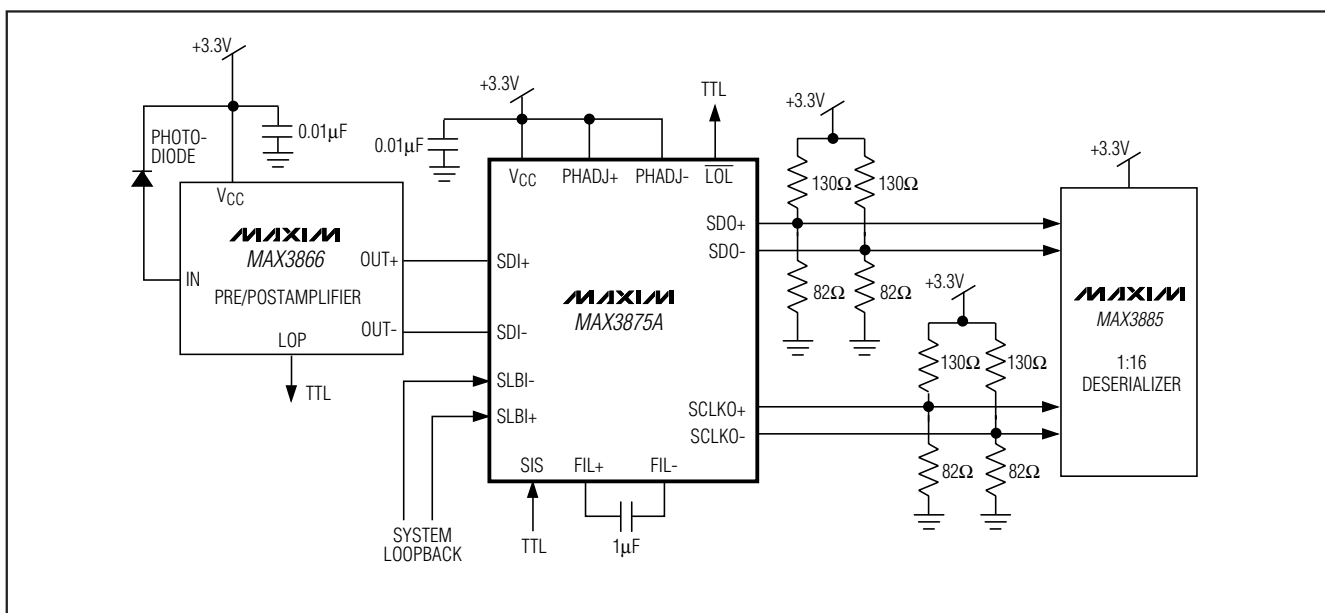 +3.3V
PHOTO-
DIODE
0.01µF
VCC
MAXIM
MAX3866
PRE/POSTAMPLIFIER
IN
OUT+
OUT-
LOP
TTL
+3.3V
0.01µF
TTL
VCC
PHADJ+
PHADJ-
LOL
SDI+
SDI-
SLBI-
SLBI+
MAXIM
MAX3875A
SDO+
SDO-
SCLKO+
SCLKO-
SIS
FIL+
FIL-
SYSTEM
LOOPBACK
TTL
1µF
+3.3V
130Ω
130Ω
82Ω
82Ω
+3.3V
130Ω
130Ω
82Ω
82Ω
+3.3V
MAXIM
MAX3885
1:16
DESERIALIZER